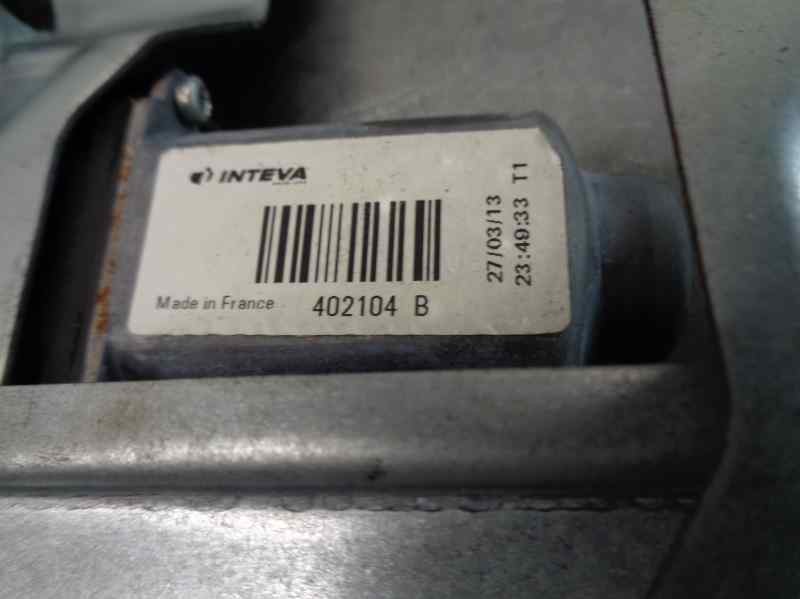 INTEVA
Made in France 402104 B
27/03/13
23:49:33 T1